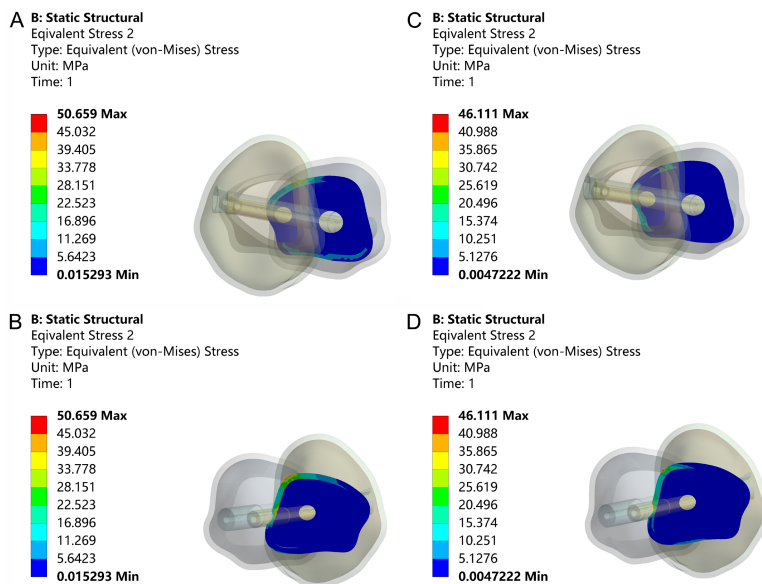 A
B: Static Structural
Eqivalent Stress 2
Type: Equivalent (von-Mises) Stress
Unit: MPa
Time: 1
50.659 Max
45.032
39.405
33.778
28.151
22.523
16.896
11.269
5.6423
0.015293 Min
C
B: Static Structural
Eqivalent Stress 2
Type: Equivalent (von-Mises) Stress
Unit: MPa
Time: 1
46.111 Max
40.988
35.865
30.742
25.619
20.496
15.374
10.251
5.1276
0.0047222 Min
B
B: Static Structural
Eqivalent Stress 2
Type: Equivalent (von-Mises) Stress
Unit: MPa
Time: 1
50.659 Max
45.032
39.405
33.778
28.151
22.523
16.896
11.269
5.6423
0.015293 Min
D
B: Static Structural
Eqivalent Stress 2
Type: Equivalent (von-Mises) Stress
Unit: MPa
Time: 1
46.111 Max
40.988
35.865
30.742
25.619
20.496
15.374
10.251
5.1276
0.0047222 Min